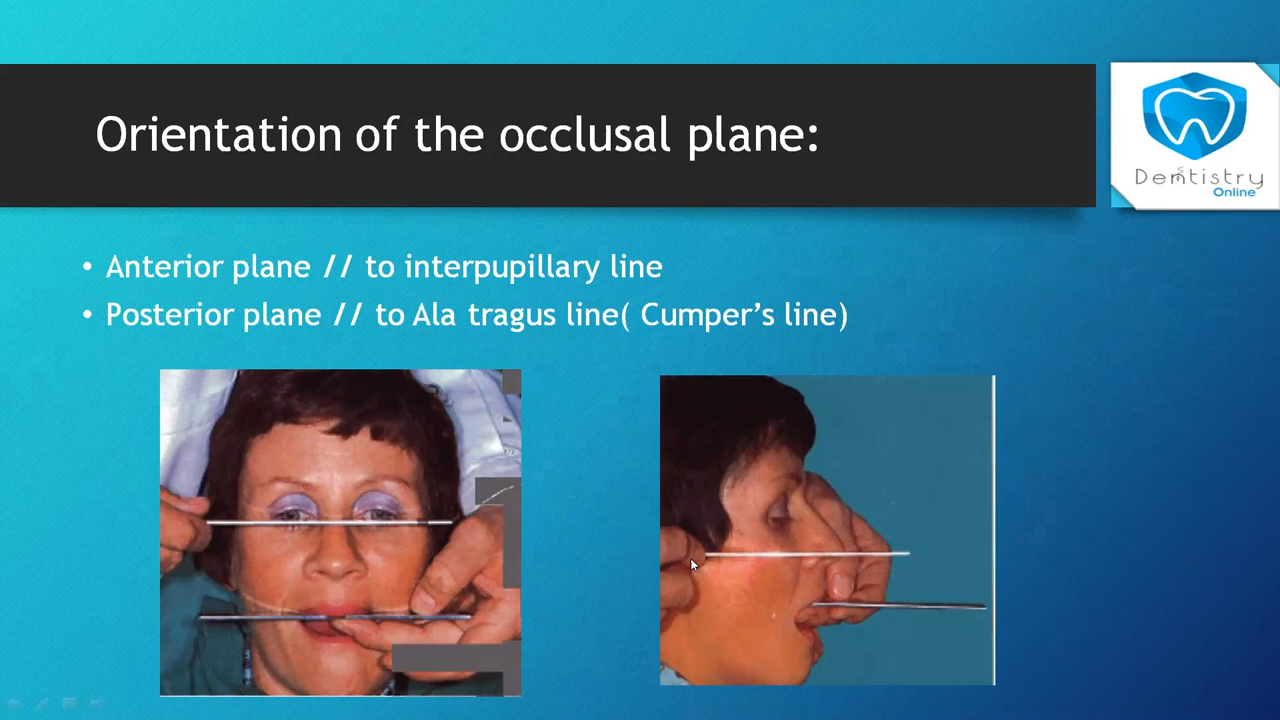 Orientation of the occlusal plane:
Dentistry
Online
• Anterior plane // to interpupillary line
• Posterior plane // to Ala tragus line( Cumper’s line)